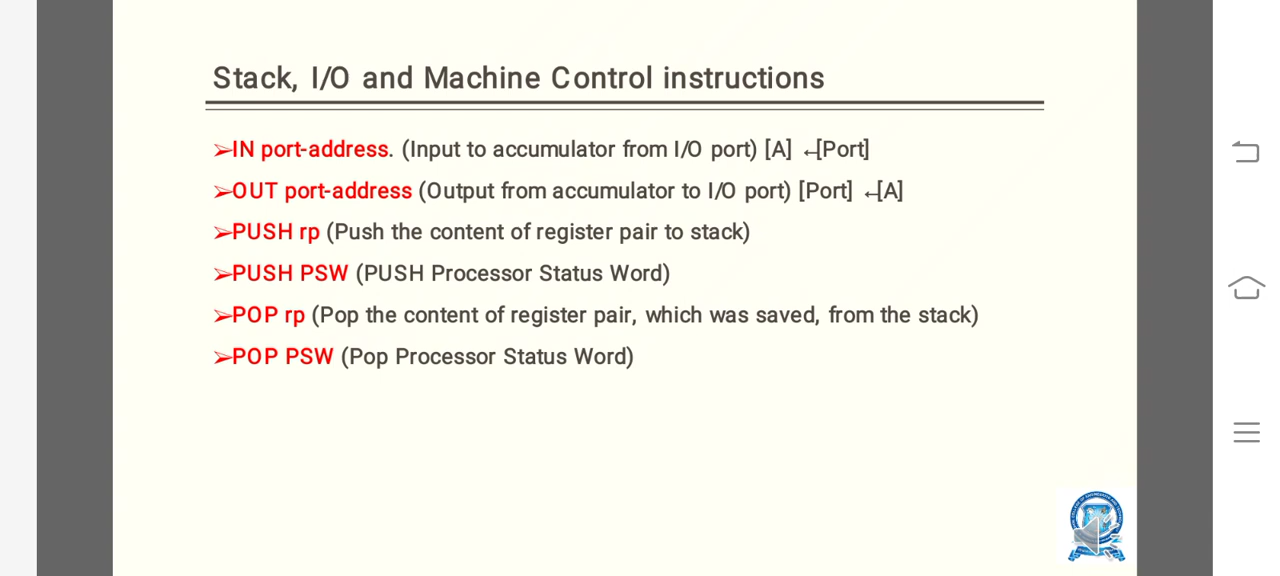 Stack, I/O and Machine Control instructions
➢IN port-address. (Input to accumulator from I/O port) [A] ←[Port]
➢OUT port-address (Output from accumulator to I/O port) [Port] ←[A]
➢PUSH rp (Push the content of register pair to stack)
➢PUSH PSW (PUSH Processor Status Word)
➢POP rp (Pop the content of register pair, which was saved, from the stack)
➢POP PSW (Pop Processor Status Word)